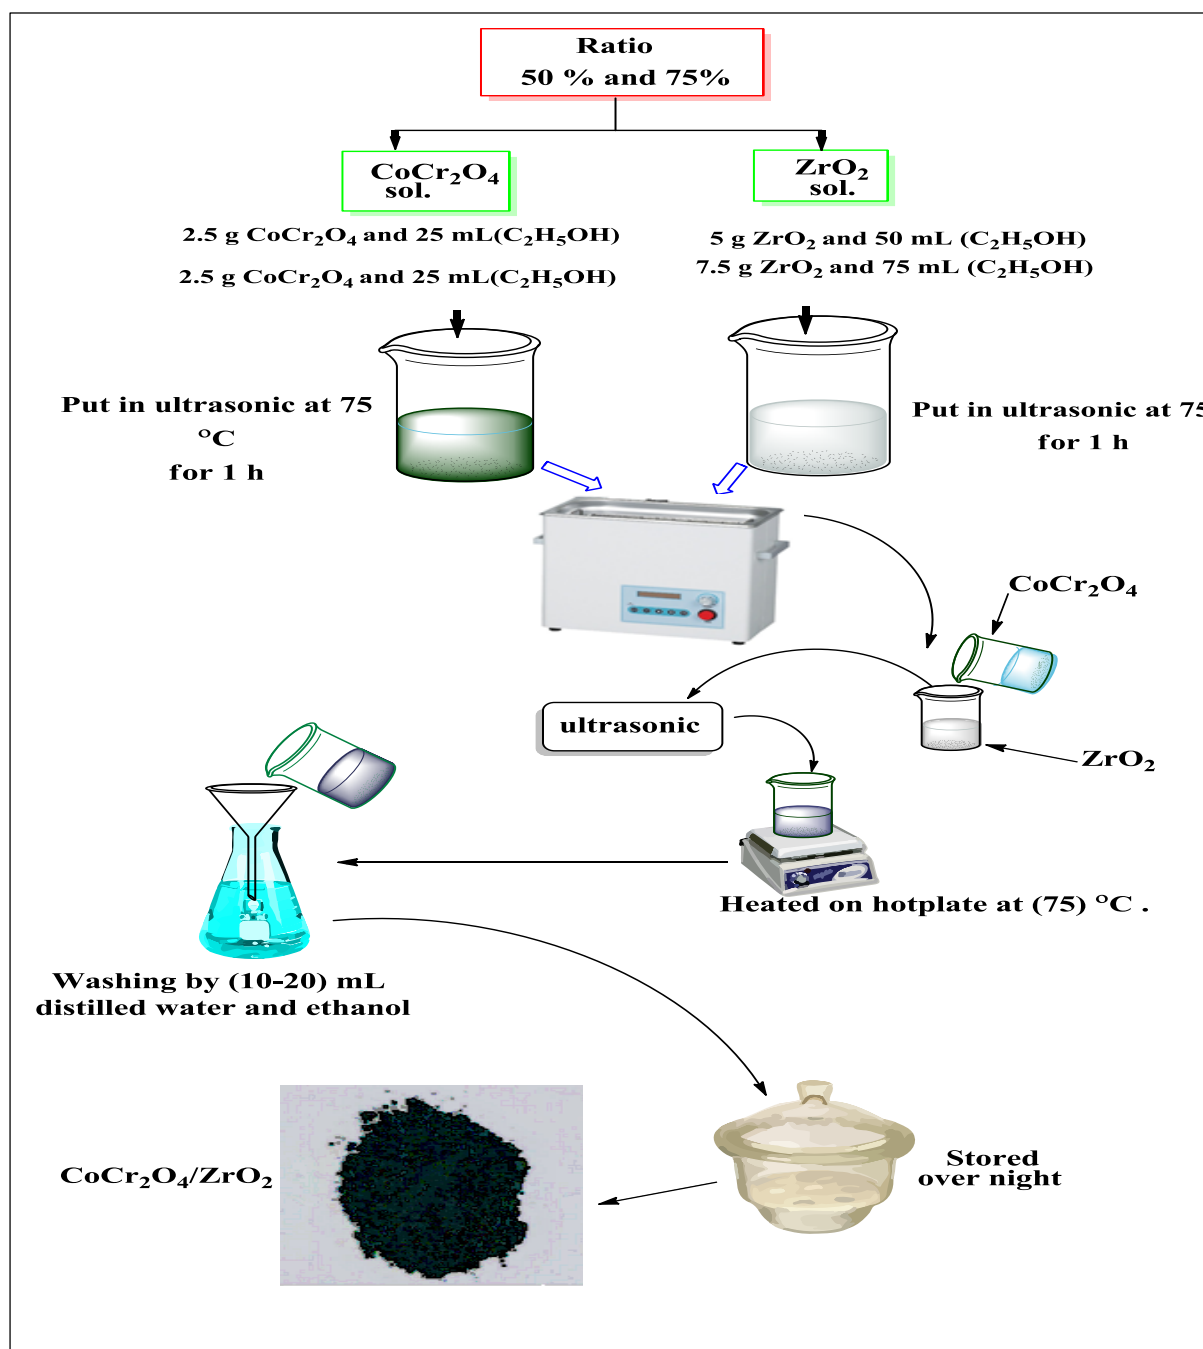 Ratio
50 % and 75%
CoCr₂O₄
sol.
ZrO₂
sol.
2.5 g CoCr₂O₄ and 25 mL(C₂H₅OH)
2.5 g CoCr₂O₄ and 25 mL(C₂H₅OH)
5 g ZrO₂ and 50 mL (C₂H₅OH)
7.5 g ZrO₂ and 75 mL (C₂H₅OH)
Put in ultrasonic at 75
°C
for 1 h
Put in ultrasonic at 75
for 1 h
CoCr₂O₄
ZrO₂
ultrasonic
Heated on hotplate at (75) °C .
Washing by (10-20) mL
distilled water and ethanol
Stored
over night
CoCr₂O₄/ZrO₂